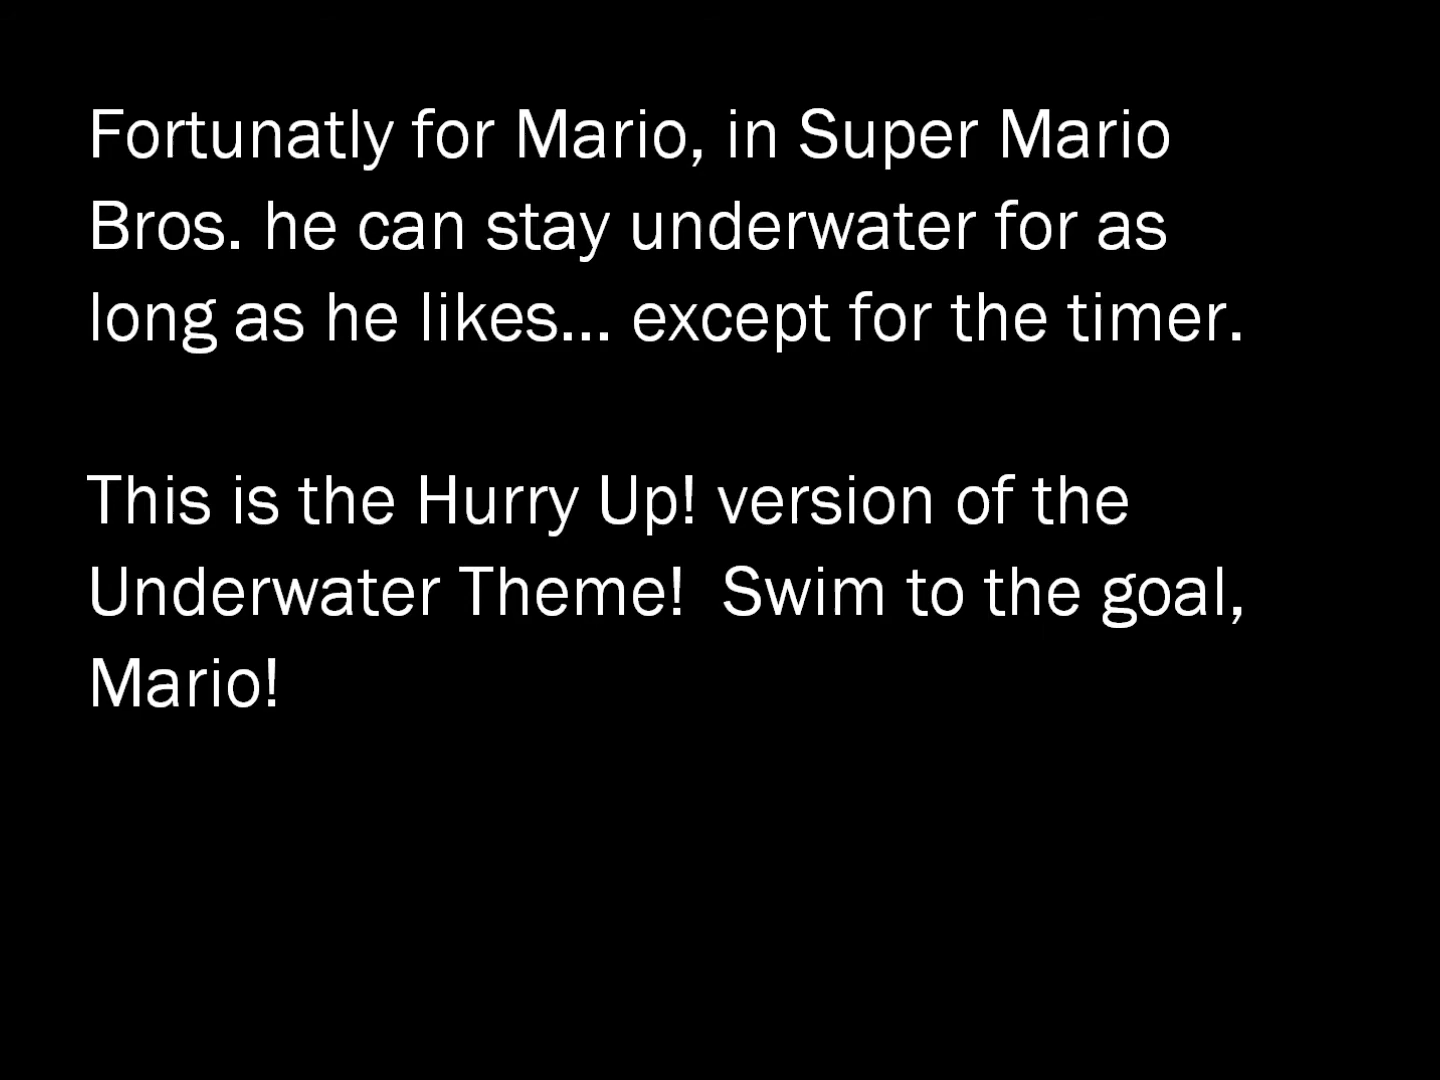 Fortunatly for Mario, in Super Mario
Bros. he can stay underwater for as
long as he likes... except for the timer.
This is the Hurry Up! version of the
Underwater Theme!  Swim to the goal,
Mario!